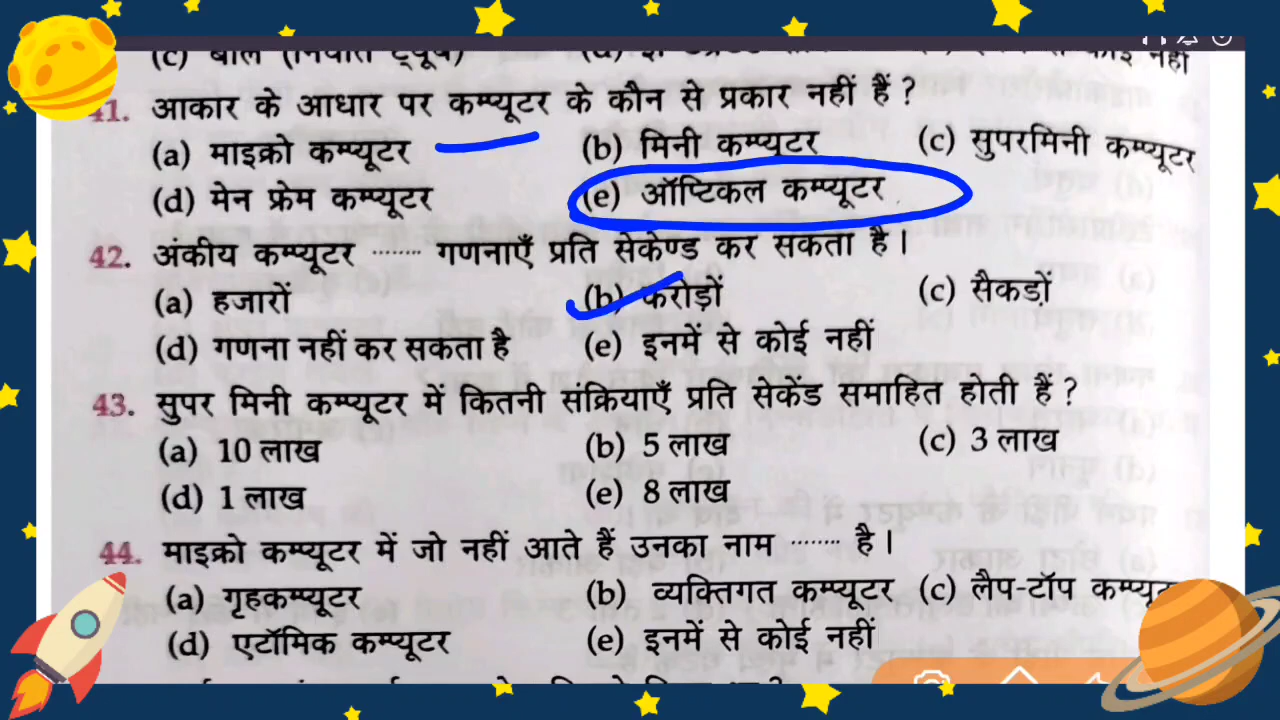 (c) बाल (निर्वात ट्यूब)
41. आकार के आधार पर कम्प्यूटर के कौन से प्रकार नहीं हैं ?
(a) माइक्रो कम्प्यूटर (b) मिनी कम्प्यूटर (c) सुपरमिनी कम्प्यूटर
(d) मेन फ्रेम कम्प्यूटर (e) ऑप्टिकल कम्प्यूटर
42. अंकीय कम्प्यूटर ........ गणनाएँ प्रति सेकेण्ड कर सकता है।
(a) हजारों (b) करोड़ों (c) सैकडो़ं
(d) गणना नहीं कर सकता है (e) इनमें से कोई नहीं
43. सुपर मिनी कम्प्यूटर में कितनी संक्रियाएँ प्रति सेकेंड समाहित होती हैं ?
(a) 10 लाख (b) 5 लाख (c) 3 लाख
(d) 1 लाख (e) 8 लाख
44. माइक्रो कम्प्यूटर में जो नहीं आते हैं उनका नाम ........ है।
(a) गृहकम्प्यूटर (b) व्यक्तिगत कम्प्यूटर (c) लैप-टॉप
(d) एटॉमिक कम्प्यूटर (e) इनमें से कोई नहीं